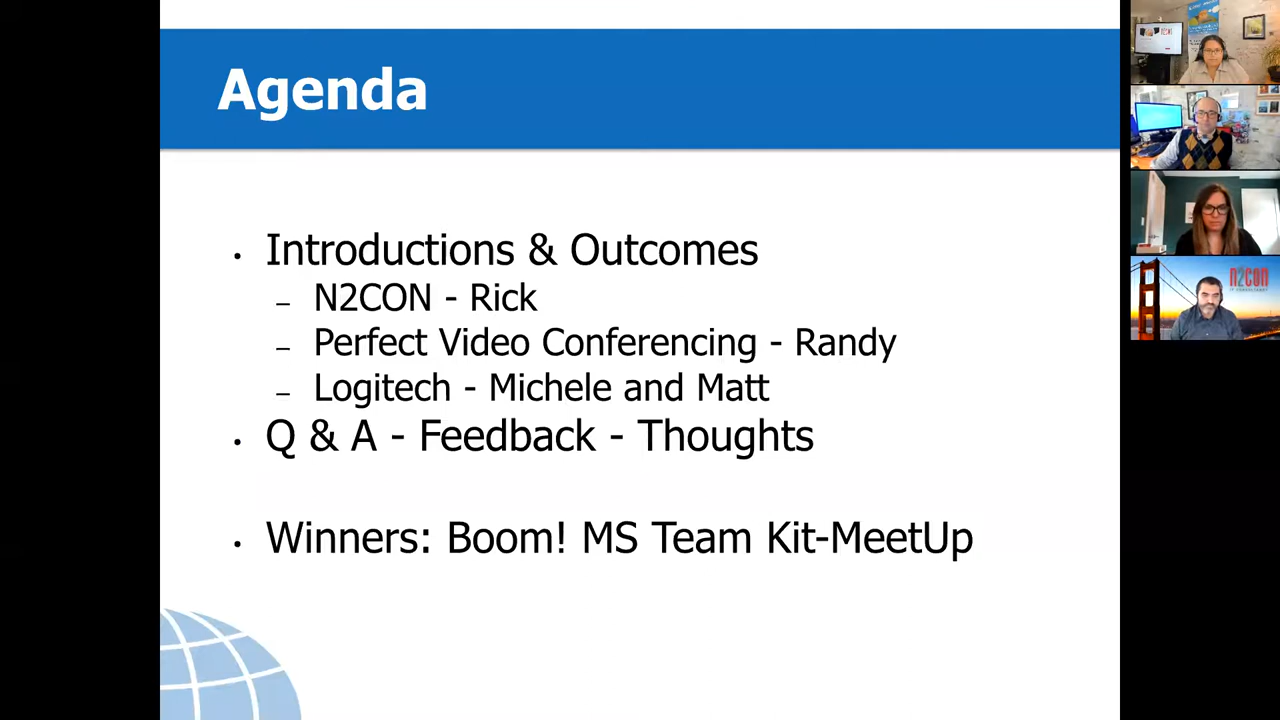 Agenda
• Introductions & Outcomes
– N2CON - Rick
– Perfect Video Conferencing - Randy
– Logitech - Michele and Matt
• Q & A - Feedback - Thoughts
• Winners: Boom! MS Team Kit-MeetUp
N2CON